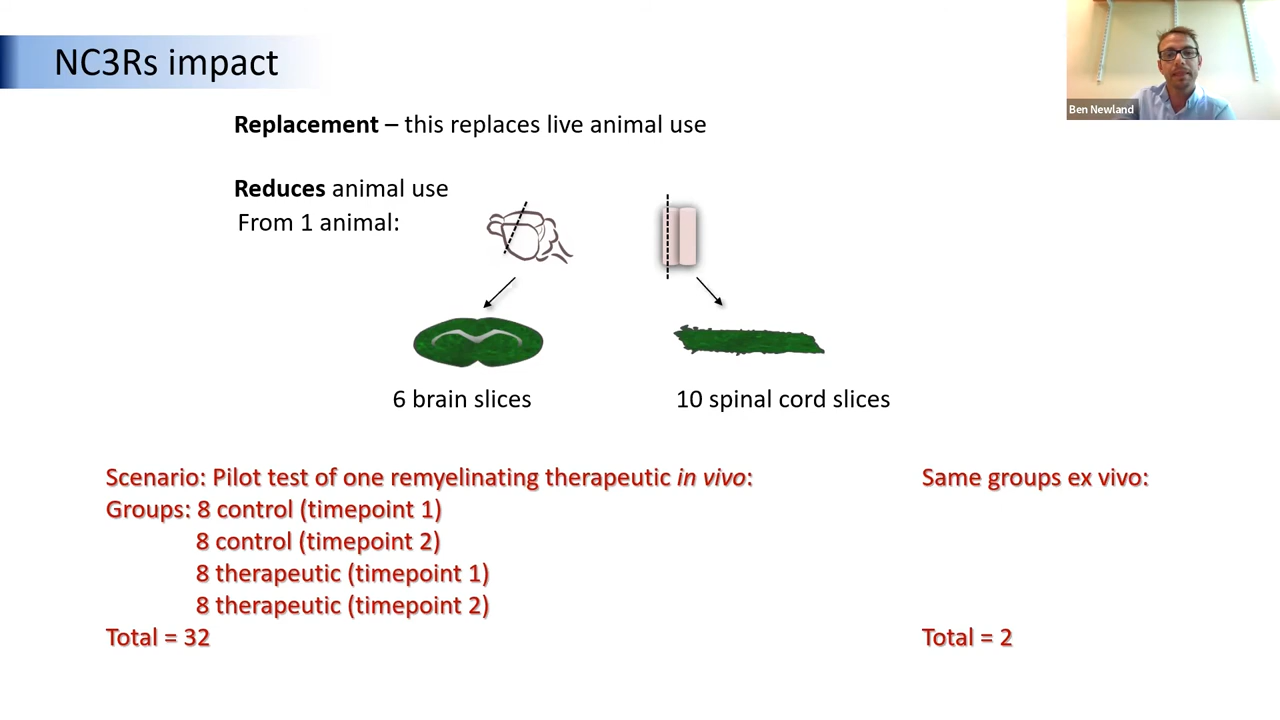 NC3Rs impact
Ben Newland
Replacement – this replaces live animal use
Reduces animal use
From 1 animal:
6 brain slices
10 spinal cord slices
Scenario: Pilot test of one remyelinating therapeutic in vivo:
Groups: 8 control (timepoint 1)
8 control (timepoint 2)
8 therapeutic (timepoint 1)
8 therapeutic (timepoint 2)
Total = 32
Same groups ex vivo:
Total = 2